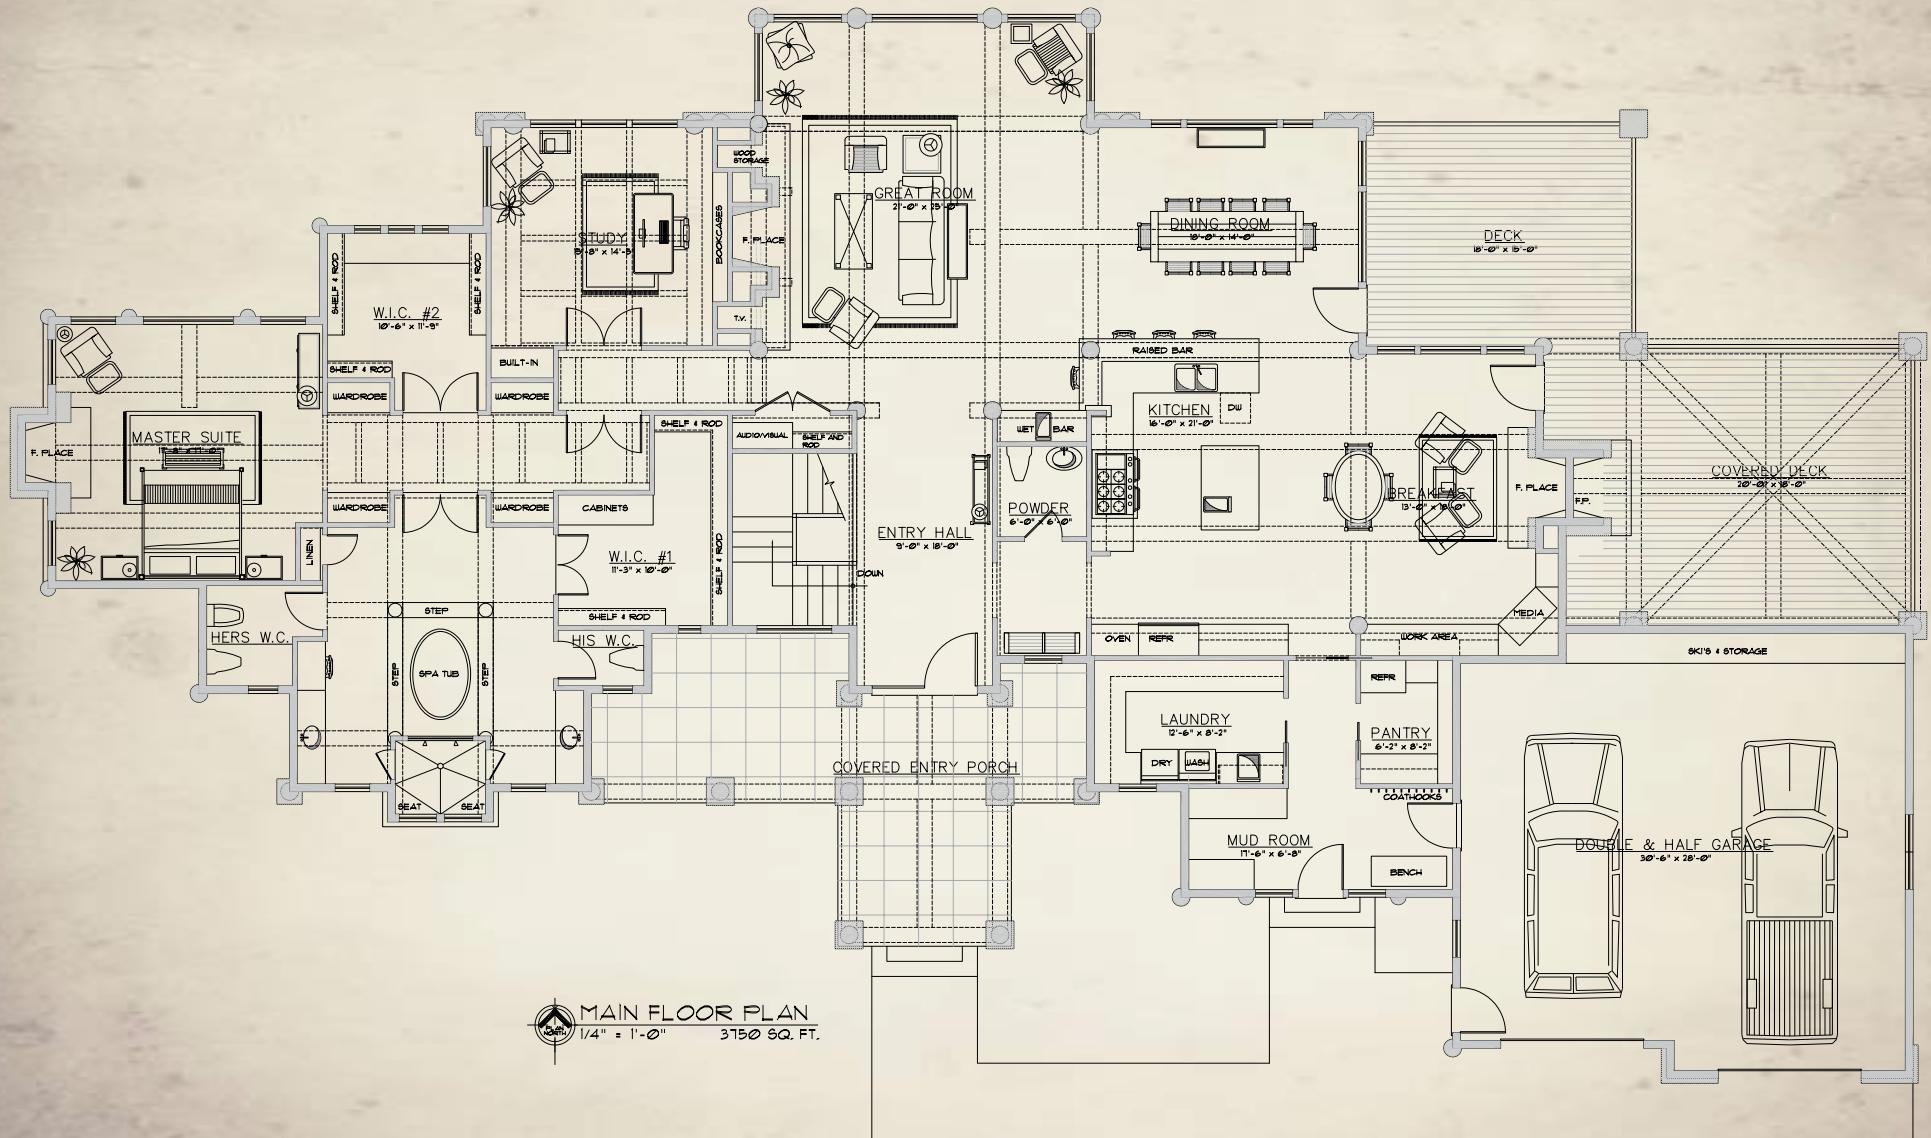 WOOD
STORAGE
GREAT ROOM
21'-0" x 25'-0"
DINING ROOM
18'-0" x 14'-0"
DECK
18'-0" x 15'-0"
STUDY
BOOKCASES
F. PLACE
T.V.
SHELF & ROD
SHELF & ROD
W.I.C. #2
10'-6" x 11'-9"
SHELF & ROD
BUILT-IN
WARDROBE
WARDROBE
RAISED BAR
KITCHEN
16'-0" x 21'-0"
DW
SHELF & ROD
AUDIO/VISUAL
SHELF AND
ROD
WET BAR
MASTER SUITE
F. PLACE
COVERED DECK
20'-0" x 18'-0"
F. PLACE
F.P.
BREAKFAST
13'-0" x 18'-0"
WARDROBE
WARDROBE
CABINETS
POWDER
6'-0" x 6'-0"
ENTRY HALL
9'-0" x 18'-0"
LINEN
W.I.C. #1
11'-3" x 10'-0"
SHELF & ROD
DOWN
STEP
SHELF & ROD
MEDIA
HERS W.C.
HIS W.C.
OVEN
REFR
WORK AREA
SKI'S & STORAGE
STEP
SPA TUB
STEP
REFR
LAUNDRY
12'-6" x 8'-2"
PANTRY
6'-2" x 8'-2"
DRY
WASH
COVERED ENTRY PORCH
COATHOOKS
SEAT
SEAT
MUD ROOM
17'-6" x 6'-8"
BENCH
DOUBLE & HALF GARAGE
30'-6" x 28'-0"
PLAN
NORTH
MAIN FLOOR PLAN
1/4" = 1'-0" 3750 SQ. FT.